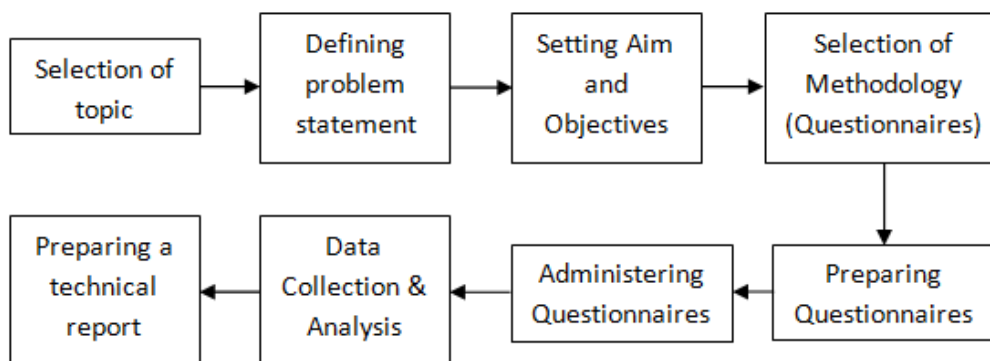 Selection of
topic
Defining
problem
statement
Setting Aim
and
Objectives
Selection of
Methodology
(Questionnaires)
Preparing
Questionnaires
Administering
Questionnaires
Data
Collection &
Analysis
Preparing a
technical
report